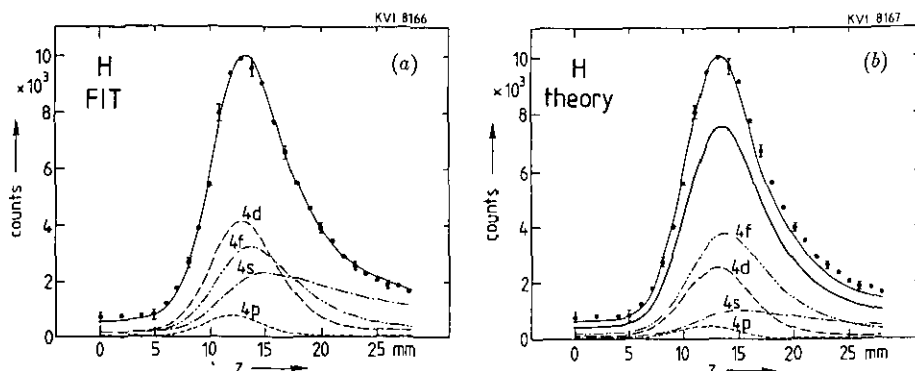 KVI 8166
(a)
H
FIT
10
×10³
8
6
4
2
0
counts
4d
4f
4s
4p
0 5 10 15 20 25 mm
z
KVI 8167
(b)
H
theory
10
×10³
8
6
4
2
0
counts
4f
4d
4s
4p
0 5 10 15 20 25 mm
z